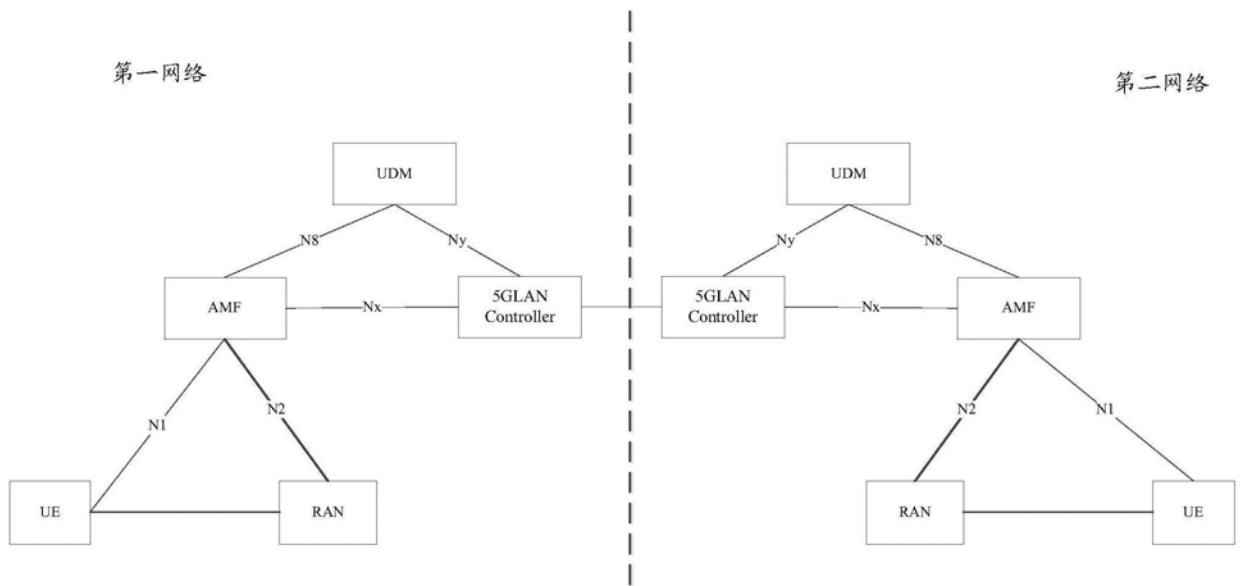 第一网络
第二网络
UDM
UDM
N8
Ny
Ny
N8
AMF
Nx
5GLAN
Controller
5GLAN
Controller
Nx
AMF
N1
N2
N2
N1
UE
RAN
RAN
UE